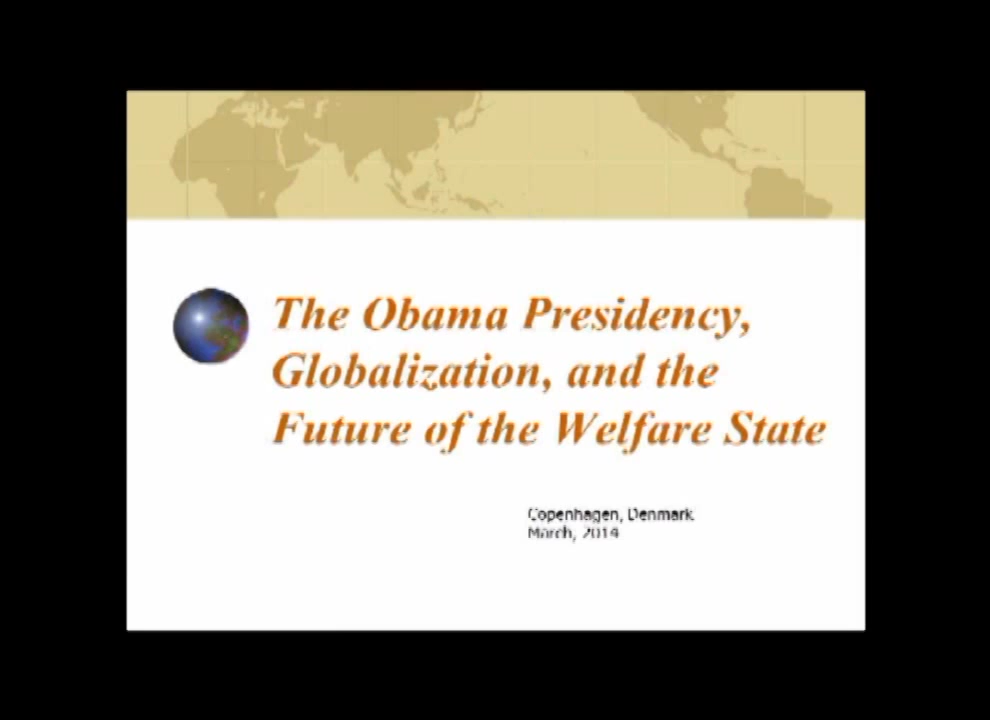 The Obama Presidency,
Globalization, and the
Future of the Welfare State
Copenhagen, Denmark
March, 2014